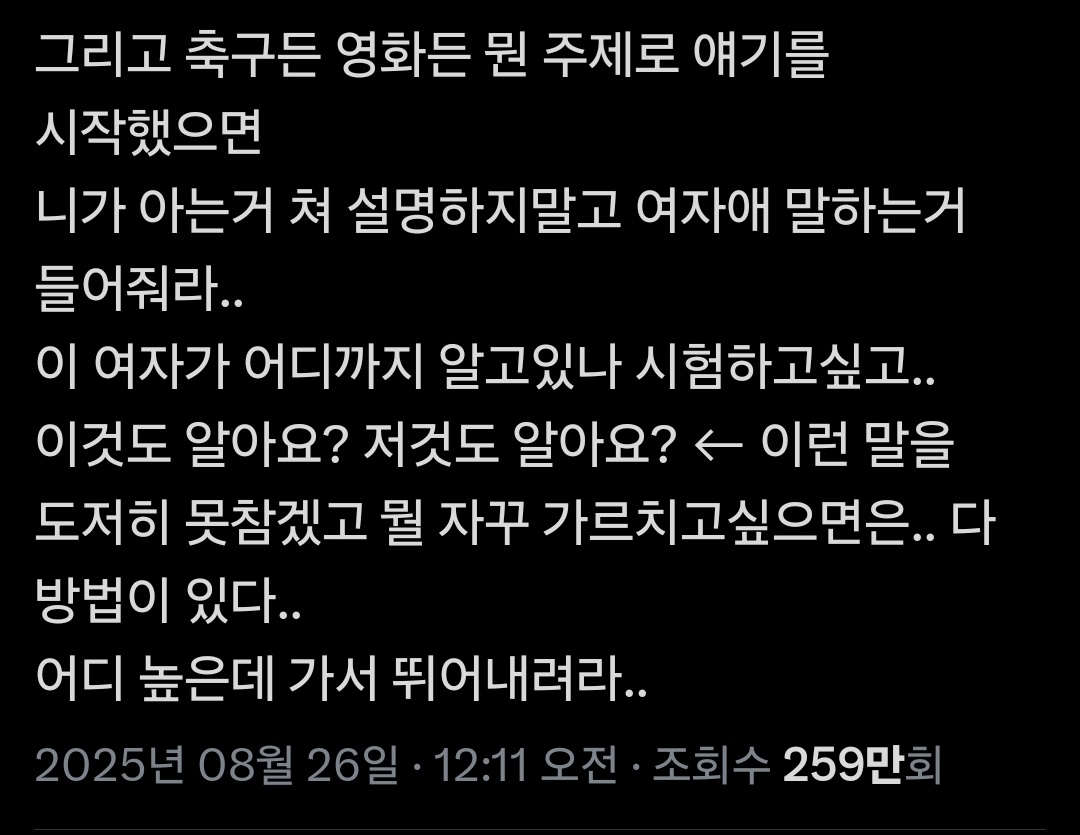 그리고 축구든 영화든 뭔 주제로 얘기를
시작했으면
니가 아는거 쳐 설명하지말고 여자애 말하는거
들어줘라..
이 여자가 어디까지 알고있나 시험하고싶고..
이것도 알아요? 저것도 알아요? ← 이런 말을
도저히 못참겠고 뭘 자꾸 가르치고싶으면은.. 다
방법이 있다..
어디 높은데 가서 뛰어내려라..
2025년 08월 26일 · 12:11 오전 · 조회수 259만회